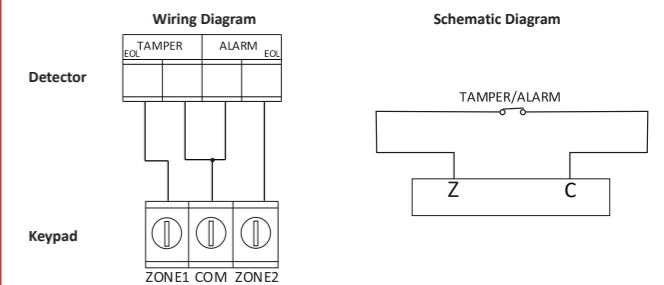 Wiring Diagram
Schematic Diagram
EOL TAMPER ALARM EOL
Detector
TAMPER/ALARM
Z C
Keypad
ZONE1 COM ZONE2